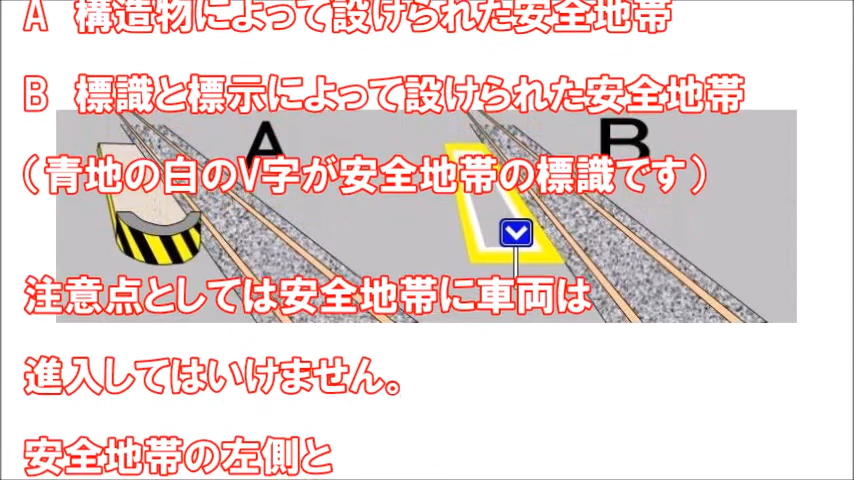 A 構造物によって設けられた安全地帯
B 標識と標示によって設けられた安全地帯
A
B
（青地の白のV字が安全地帯の標識です）
注意点としては安全地帯に車両は
進入してはいけません。
安全地帯の左側と